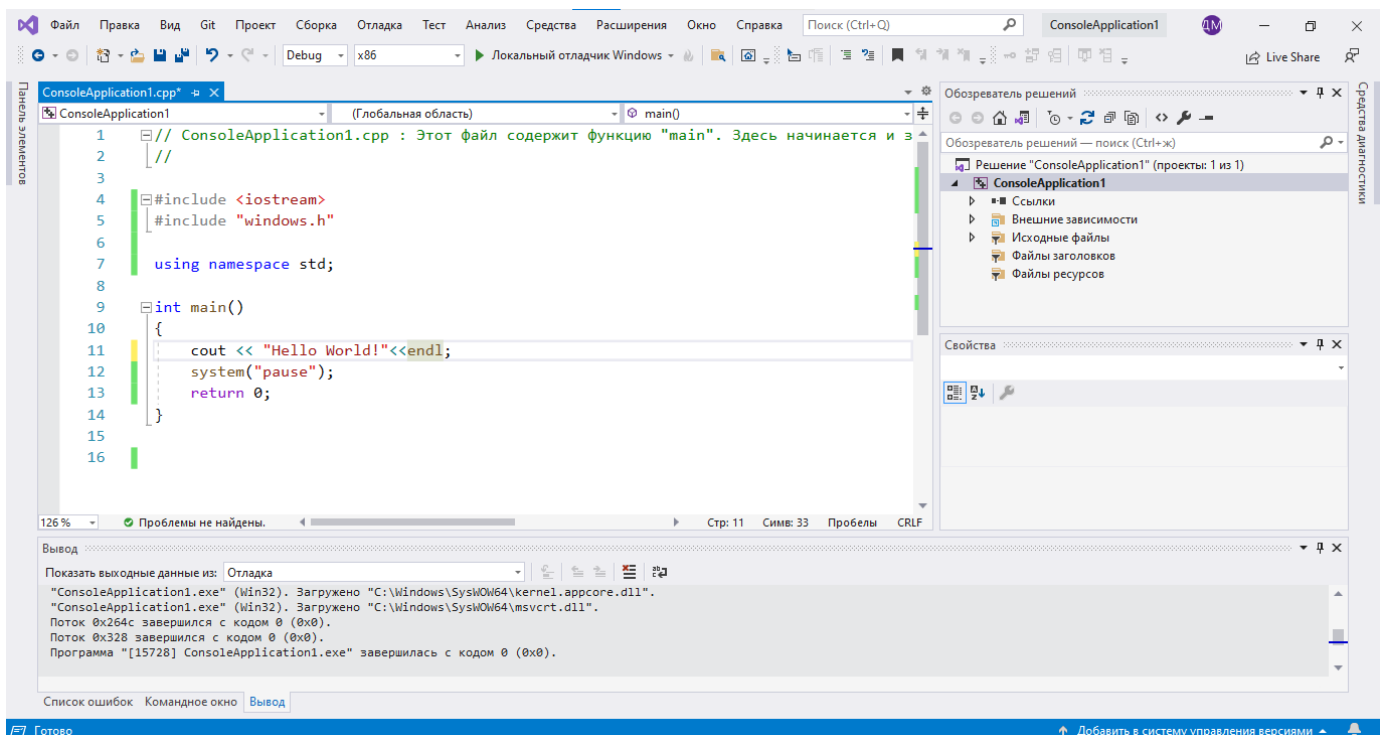 Файл Правка Вид Git Проект Сборка Отладка Тест Анализ Средства Расширения Окно Справка Поиск (Ctrl+Q) ConsoleApplication1 ДМ
Debug x86 Локальный отладчик Windows Live Share
Панель элементов
ConsoleApplication1.cpp*
ConsoleApplication1 (Глобальная область) main()
1 // ConsoleApplication1.cpp : Этот файл содержит функцию "main". Здесь начинается и з
2 //
3
4 #include <iostream>
5 #include "windows.h"
6
7 using namespace std;
8
9 int main()
10 {
11 cout << "Hello World!"<<endl;
12 system("pause");
13 return 0;
14 }
15
16
126 % Проблемы не найдены. Стр: 11 Симв: 33 Пробелы CRLF
Обозреватель решений
Обозреватель решений — поиск (Ctrl+ж)
Решение "ConsoleApplication1" (проекты: 1 из 1)
ConsoleApplication1
Ссылки
Внешние зависимости
Исходные файлы
Файлы заголовков
Файлы ресурсов
Свойства
Средства диагностики
Вывод
Показать выходные данные из: Отладка
"ConsoleApplication1.exe" (Win32). Загружено "C:\Windows\SysWOW64\kernel.appcore.dll".
"ConsoleApplication1.exe" (Win32). Загружено "C:\Windows\SysWOW64\msvcrt.dll".
Поток 0x264c завершился с кодом 0 (0x0).
Поток 0x328 завершился с кодом 0 (0x0).
Программа "[15728] ConsoleApplication1.exe" завершилась с кодом 0 (0x0).
Список ошибок Командное окно Вывод
Готово Добавить в систему управления версиями